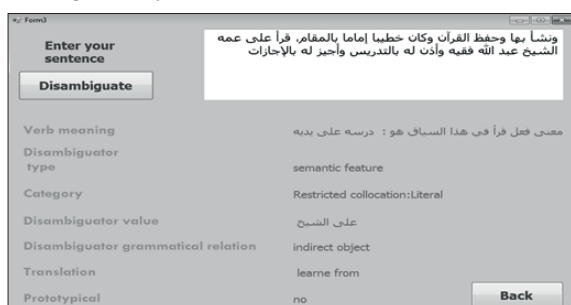 Form3
Enter your
sentence
ونشأ بها وحفظ القرآن وكان خطيبا إماما بالمقام، قرأ على عمه
الشيخ عبد الله فقيه وأذن له بالتدريس وأجيز له بالإجازات
Disambiguate
Verb meaning
معنى فعل قرأ في هذا السياق هو : درسه على يديه
Disambiguator
type
semantic feature
Category
Restricted collocation:Literal
Disambiguator value
على الشيخ
Disambiguator grammatical relation
indirect object
Translation
learne from
Prototypical
no
Back